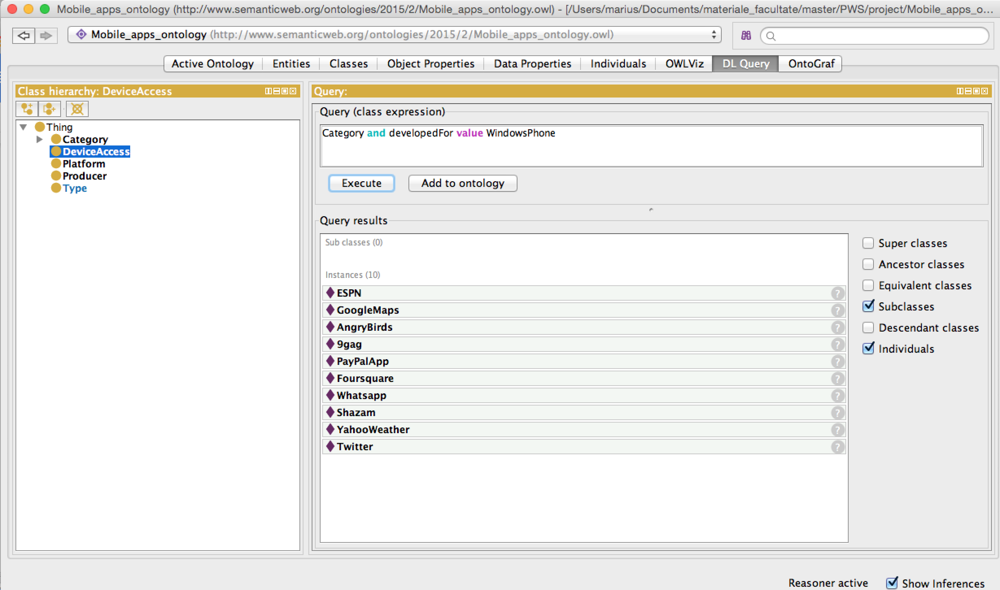 Mobile_apps_ontology (http://www.semanticweb.org/ontologies/2015/2/Mobile_apps_ontology.owl) - [/Users/marius/Documents/materiale_facultate/master/PWS/project/Mobile_apps_o...
Mobile_apps_ontology (http://www.semanticweb.org/ontologies/2015/2/Mobile_apps_ontology.owl)
Active Ontology Entities Classes Object Properties Data Properties Individuals OWLViz DL Query OntoGraf
Class hierarchy: DeviceAccess
Thing
Category
DeviceAccess
Platform
Producer
Type
Query:
Query (class expression)
Category and developedFor value WindowsPhone
Execute Add to ontology
Query results
Sub classes (0)
Instances (10)
ESPN ?
GoogleMaps ?
AngryBirds ?
9gag ?
PayPalApp ?
Foursquare ?
Whatsapp ?
Shazam ?
YahooWeather ?
Twitter ?
Super classes
Ancestor classes
Equivalent classes
Subclasses
Descendant classes
Individuals
Reasoner active Show Inferences